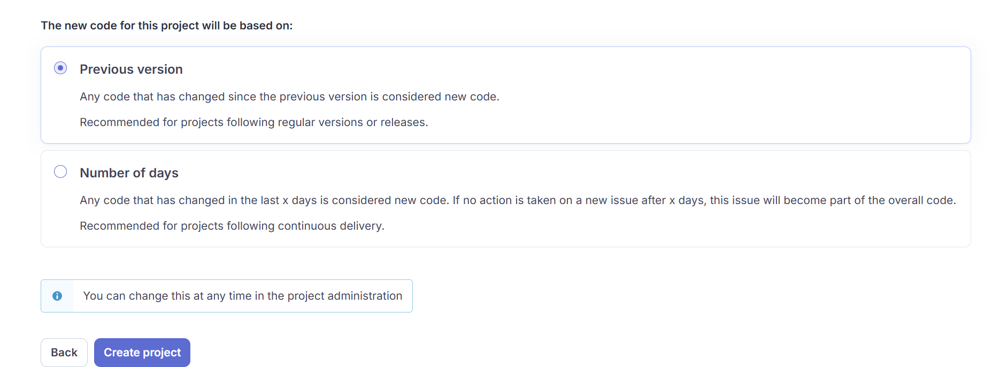 The new code for this project will be based on:
Previous version
Any code that has changed since the previous version is considered new code.
Recommended for projects following regular versions or releases.
Number of days
Any code that has changed in the last x days is considered new code. If no action is taken on a new issue after x days, this issue will become part of the overall code.
Recommended for projects following continuous delivery.
You can change this at any time in the project administration
Back
Create project